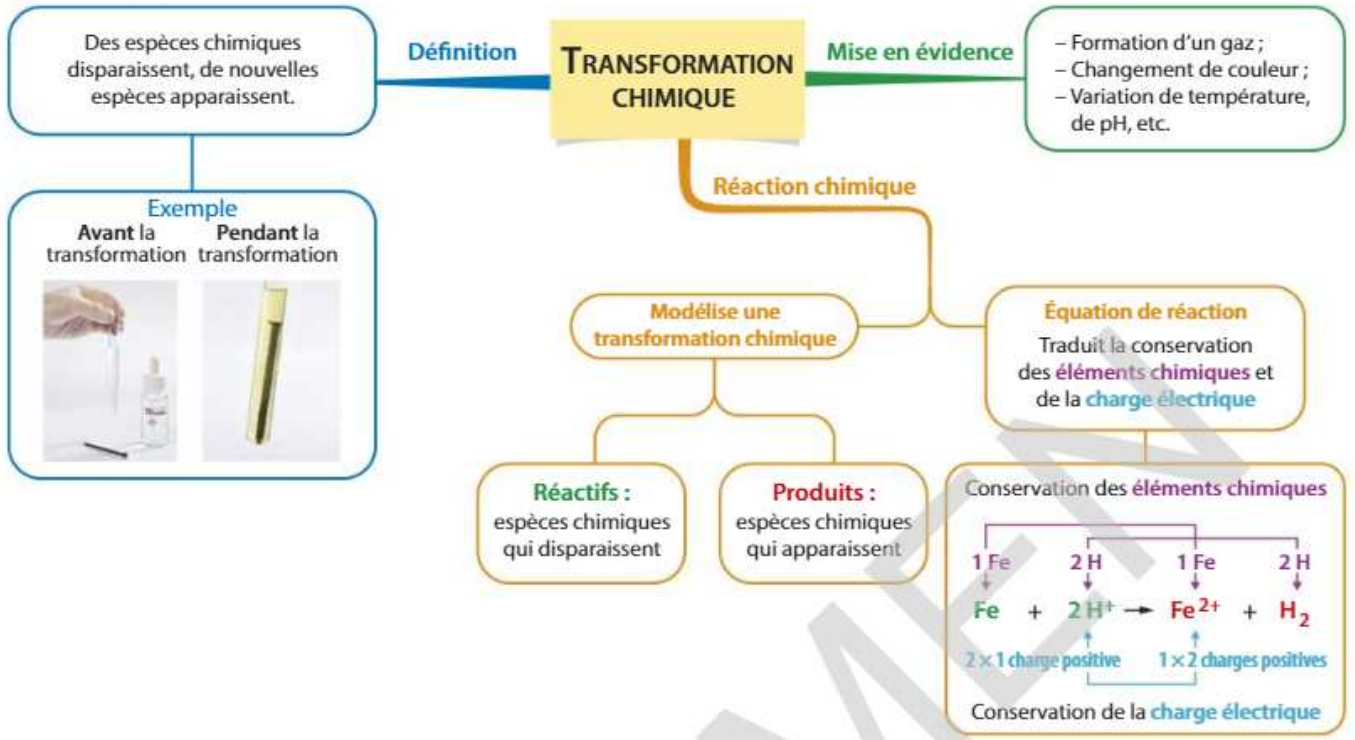 TRANSFORMATION
CHIMIQUE
Définition
Des espèces chimiques
disparaissent, de nouvelles
espèces apparaissent.
Exemple
Avant la
transformation
Pendant la
transformation
Mise en évidence
– Formation d'un gaz ;
– Changement de couleur ;
– Variation de température,
de pH, etc.
Réaction chimique
Modélise une
transformation chimique
Réactifs :
espèces chimiques
qui disparaissent
Produits :
espèces chimiques
qui apparaissent
Équation de réaction
Traduit la conservation
des éléments chimiques et
de la charge électrique
Conservation des éléments chimiques
1 Fe 2 H 1 Fe 2 H
Fe + 2 H⁺ → Fe²⁺ + H₂
2 × 1 charge positive 1 × 2 charges positives
Conservation de la charge électrique
MEN